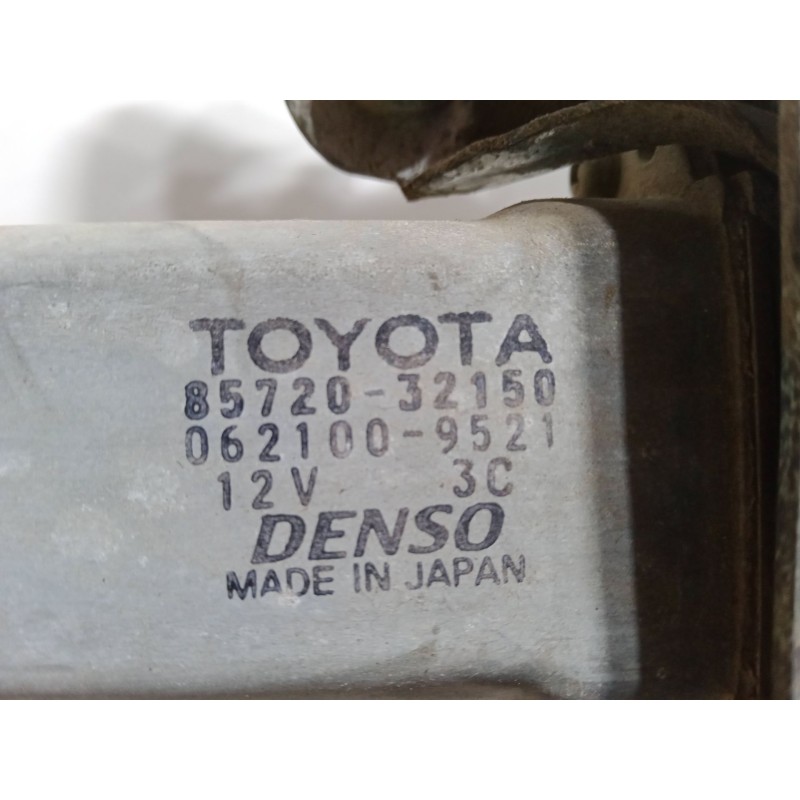 TOYOTA
85720-32150
062100-9521
12V 3C
DENSO
MADE IN JAPAN